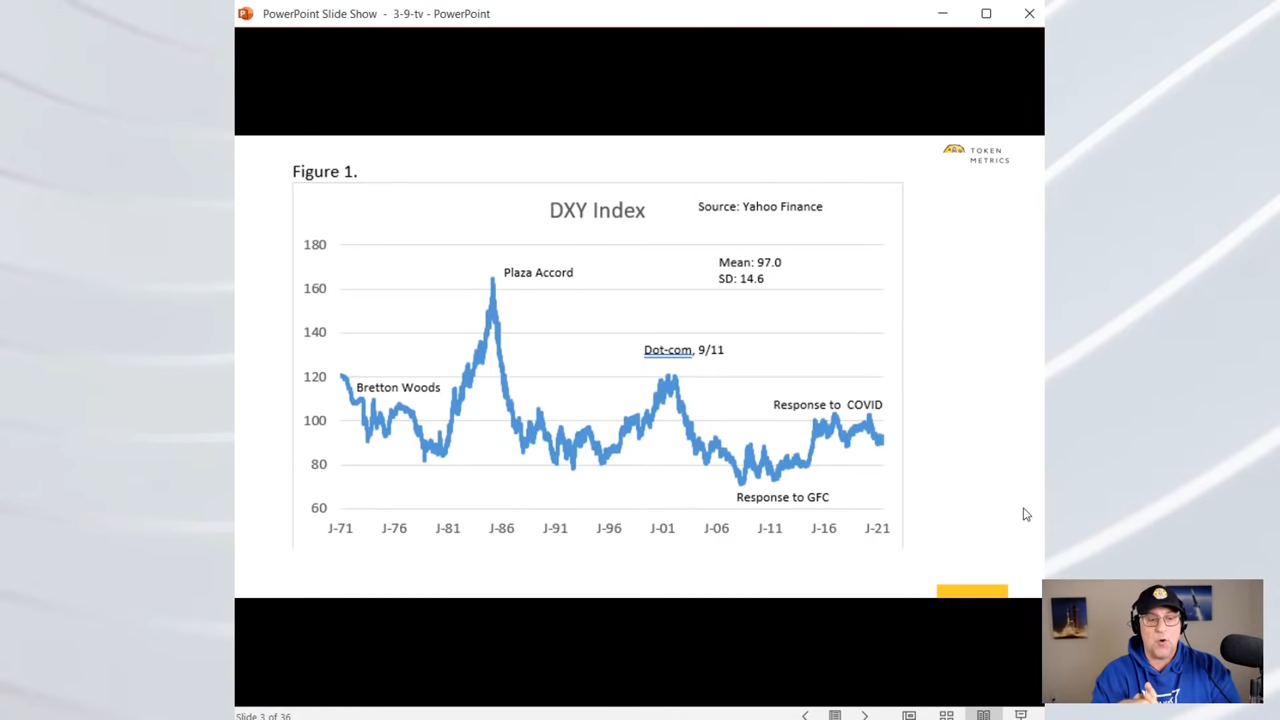 PowerPoint Slide Show - 3-9-tv - PowerPoint
TOKEN
METRICS
Figure 1.
DXY Index
Source: Yahoo Finance
180
Mean: 97.0
SD: 14.6
Plaza Accord
160
140
Dot-com, 9/11
120
Bretton Woods
Response to COVID
100
80
Response to GFC
60
J-71 J-76 J-81 J-86 J-91 J-96 J-01 J-06 J-11 J-16 J-21
Slide 3 of 36